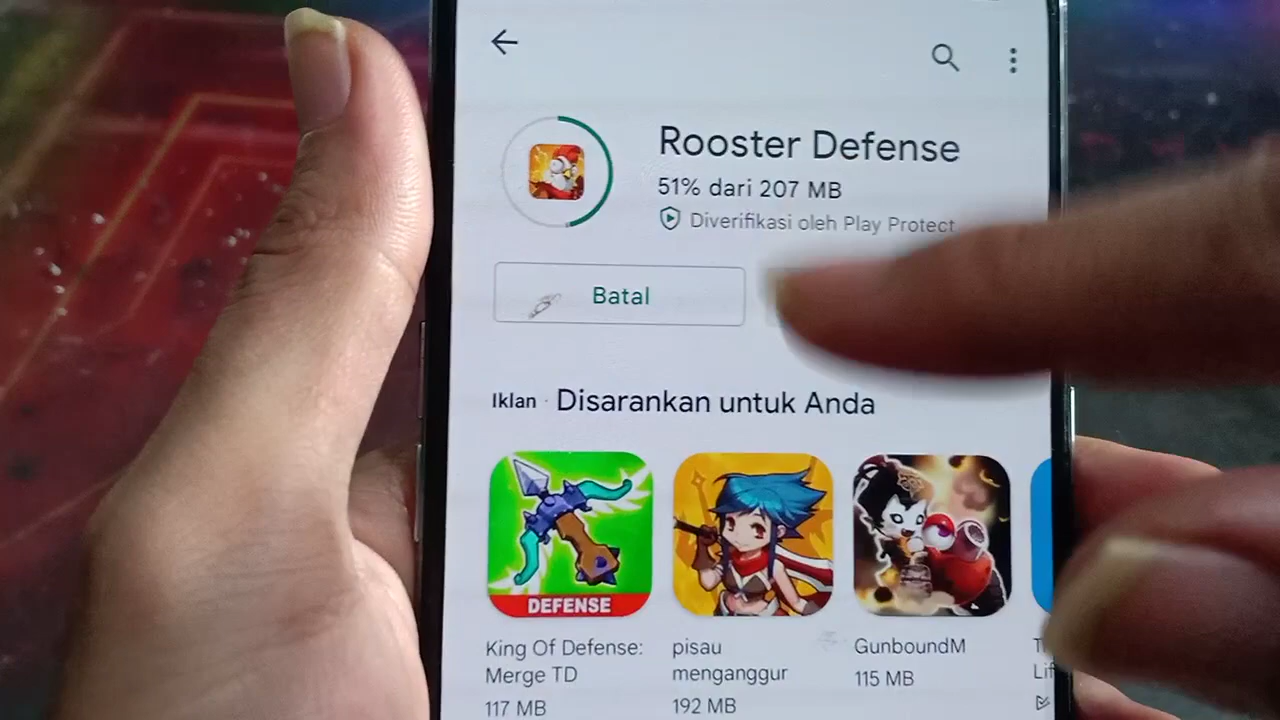 Rooster Defense
51% dari 207 MB
Diverifikasi oleh Play Protect
Batal
Iklan · Disarankan untuk Anda
DEFENSE
King Of Defense:
Merge TD
117 MB
pisau
menganggur
192 MB
GunboundM
115 MB
Lif